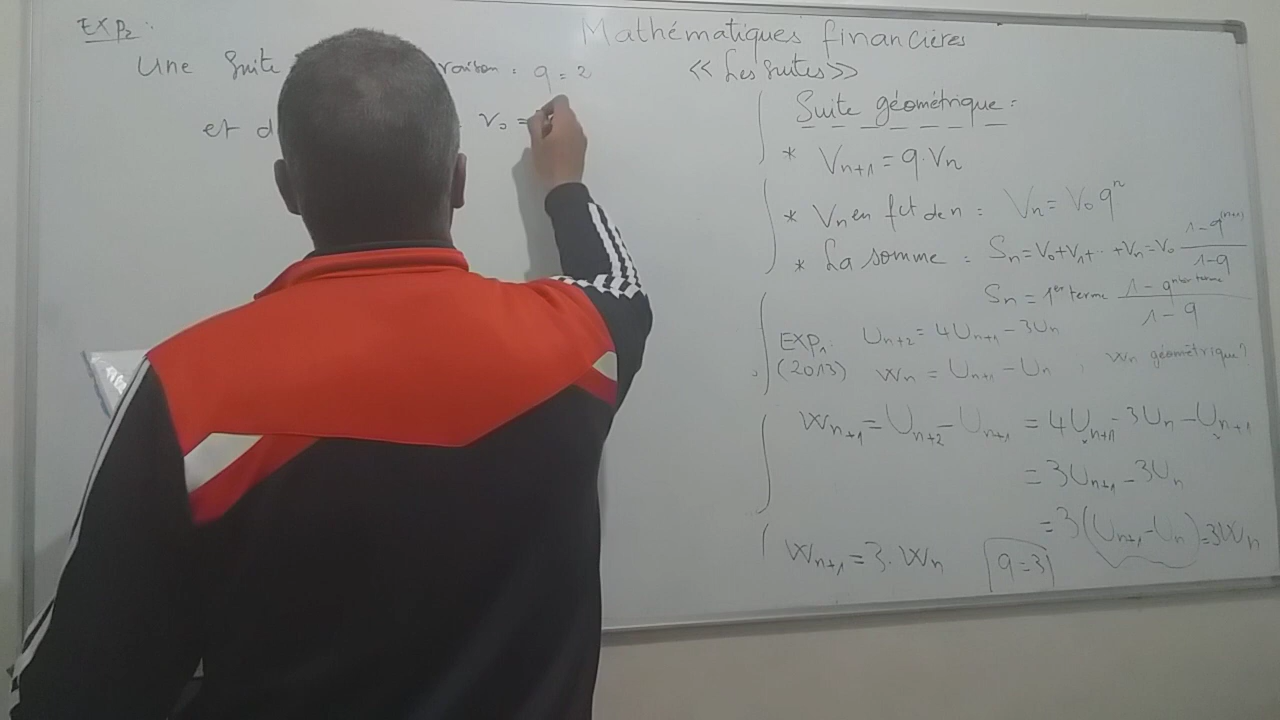 EXP₂ :
Une Suite raison : q = 2
et d V₀ =
Mathématiques financières
<< Les suites >>
Suite géométrique :
* Vn+1 = q.Vn
* Vn en fct de n : Vn = V₀ qⁿ
* La somme : Sn = V₀ + V₁ + ... + Vn = V₀ (1 - q^(n+1)) / (1 - q)
Sn = 1er terme (1 - q^nbr terme) / (1 - q)
EXP₁ : Un+2 = 4Un+1 - 3Un
(2013) Wn = Un+1 - Un , Wn géométrique ?
Wn+1 = Un+2 - Un+1 = 4Un+1 - 3Un - Un+1
= 3Un+1 - 3Un
= 3(Un+1 - Un) = 3Wn
Wn+1 = 3. Wn q = 3